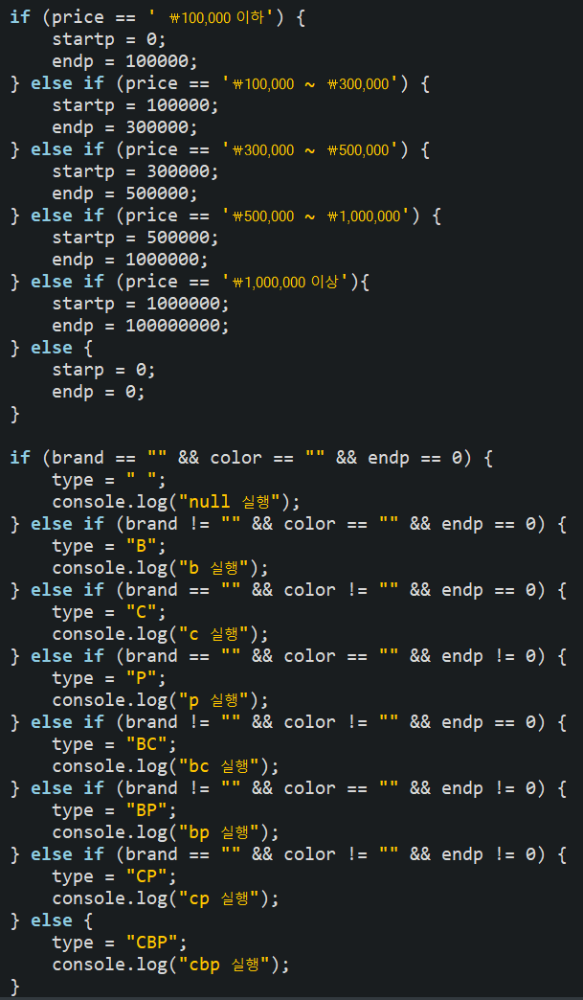 if (price == ' ₩100,000 이하') {
    startp = 0;
    endp = 100000;
} else if (price == '₩100,000 ~ ₩300,000') {
    startp = 100000;
    endp = 300000;
} else if (price == '₩300,000 ~ ₩500,000') {
    startp = 300000;
    endp = 500000;
} else if (price == '₩500,000 ~ ₩1,000,000') {
    startp = 500000;
    endp = 1000000;
} else if (price == '₩1,000,000 이상'){
    startp = 1000000;
    endp = 100000000;
} else {
    starp = 0;
    endp = 0;
}
if (brand == "" && color == "" && endp == 0) {
    type = " ";
    console.log("null 실행");
} else if (brand != "" && color == "" && endp == 0) {
    type = "B";
    console.log("b 실행");
} else if (brand == "" && color != "" && endp == 0) {
    type = "C";
    console.log("c 실행");
} else if (brand == "" && color == "" && endp != 0) {
    type = "P";
    console.log("p 실행");
} else if (brand != "" && color != "" && endp == 0) {
    type = "BC";
    console.log("bc 실행");
} else if (brand != "" && color == "" && endp != 0) {
    type = "BP";
    console.log("bp 실행");
} else if (brand == "" && color != "" && endp != 0) {
    type = "CP";
    console.log("cp 실행");
} else {
    type = "CBP";
    console.log("cbp 실행");
}